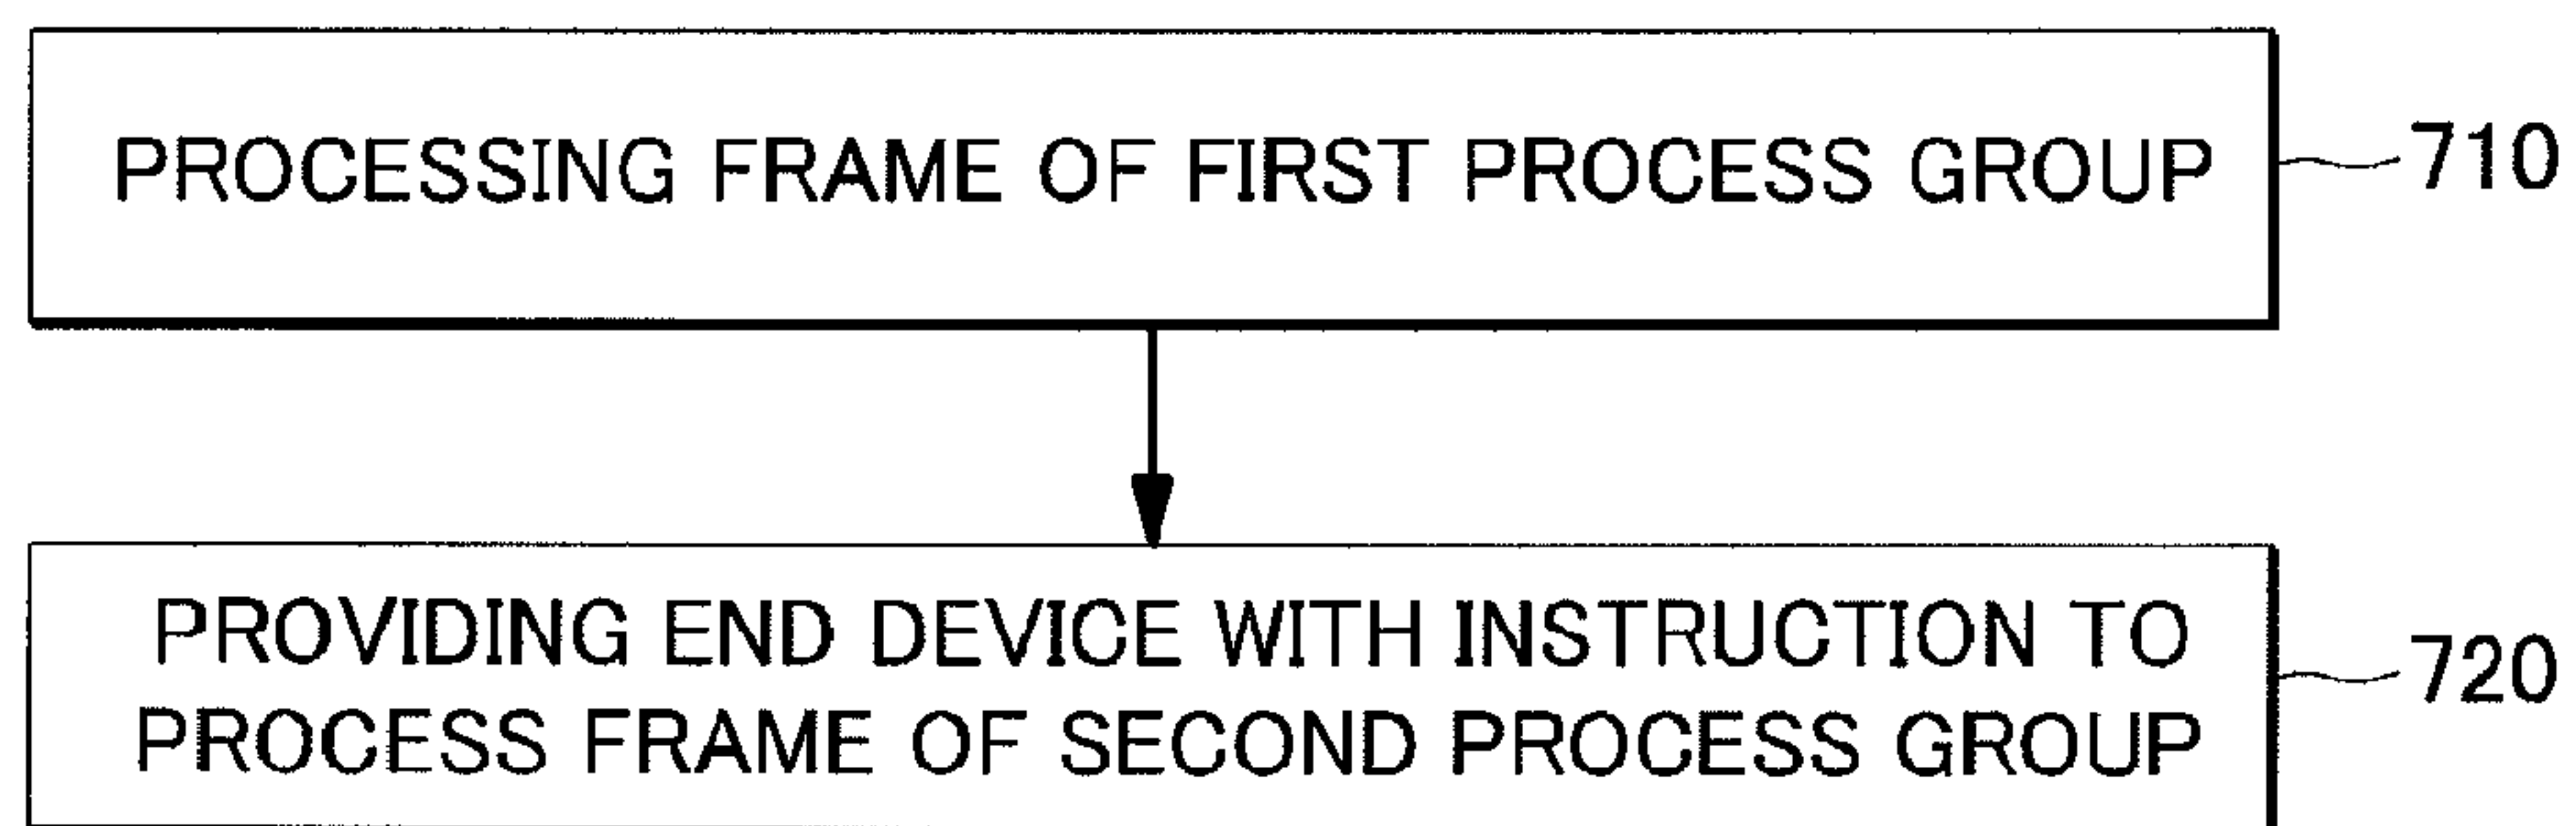 PROCESSING FRAME OF FIRST PROCESS GROUP
710
PROVIDING END DEVICE WITH INSTRUCTION TO
PROCESS FRAME OF SECOND PROCESS GROUP
720